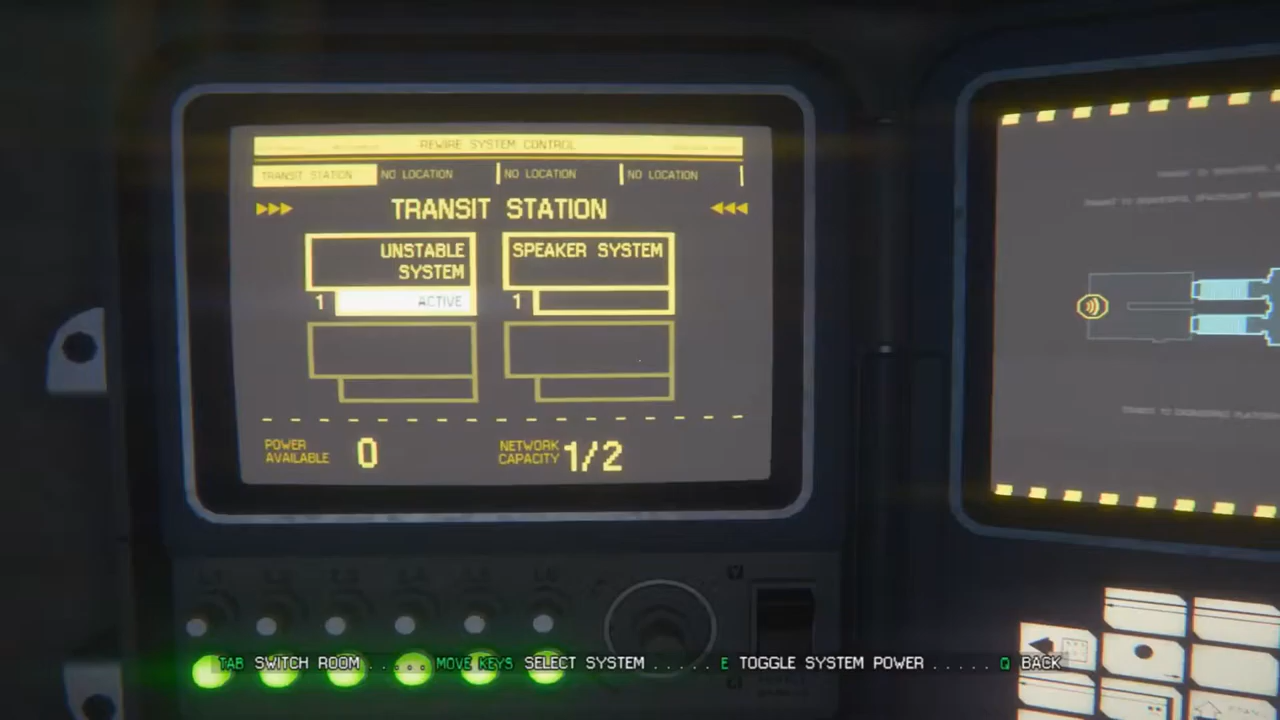 REWIRE SYSTEM CONTROL
TRANSIT STATION NO LOCATION NO LOCATION NO LOCATION
TRANSIT STATION
UNSTABLE
SYSTEM
1 ACTIVE
SPEAKER SYSTEM
1
POWER
AVAILABLE 0
NETWORK
CAPACITY 1/2
TAB SWITCH ROOM ..... MOVE KEYS SELECT SYSTEM ..... E TOGGLE SYSTEM POWER ..... Q BACK